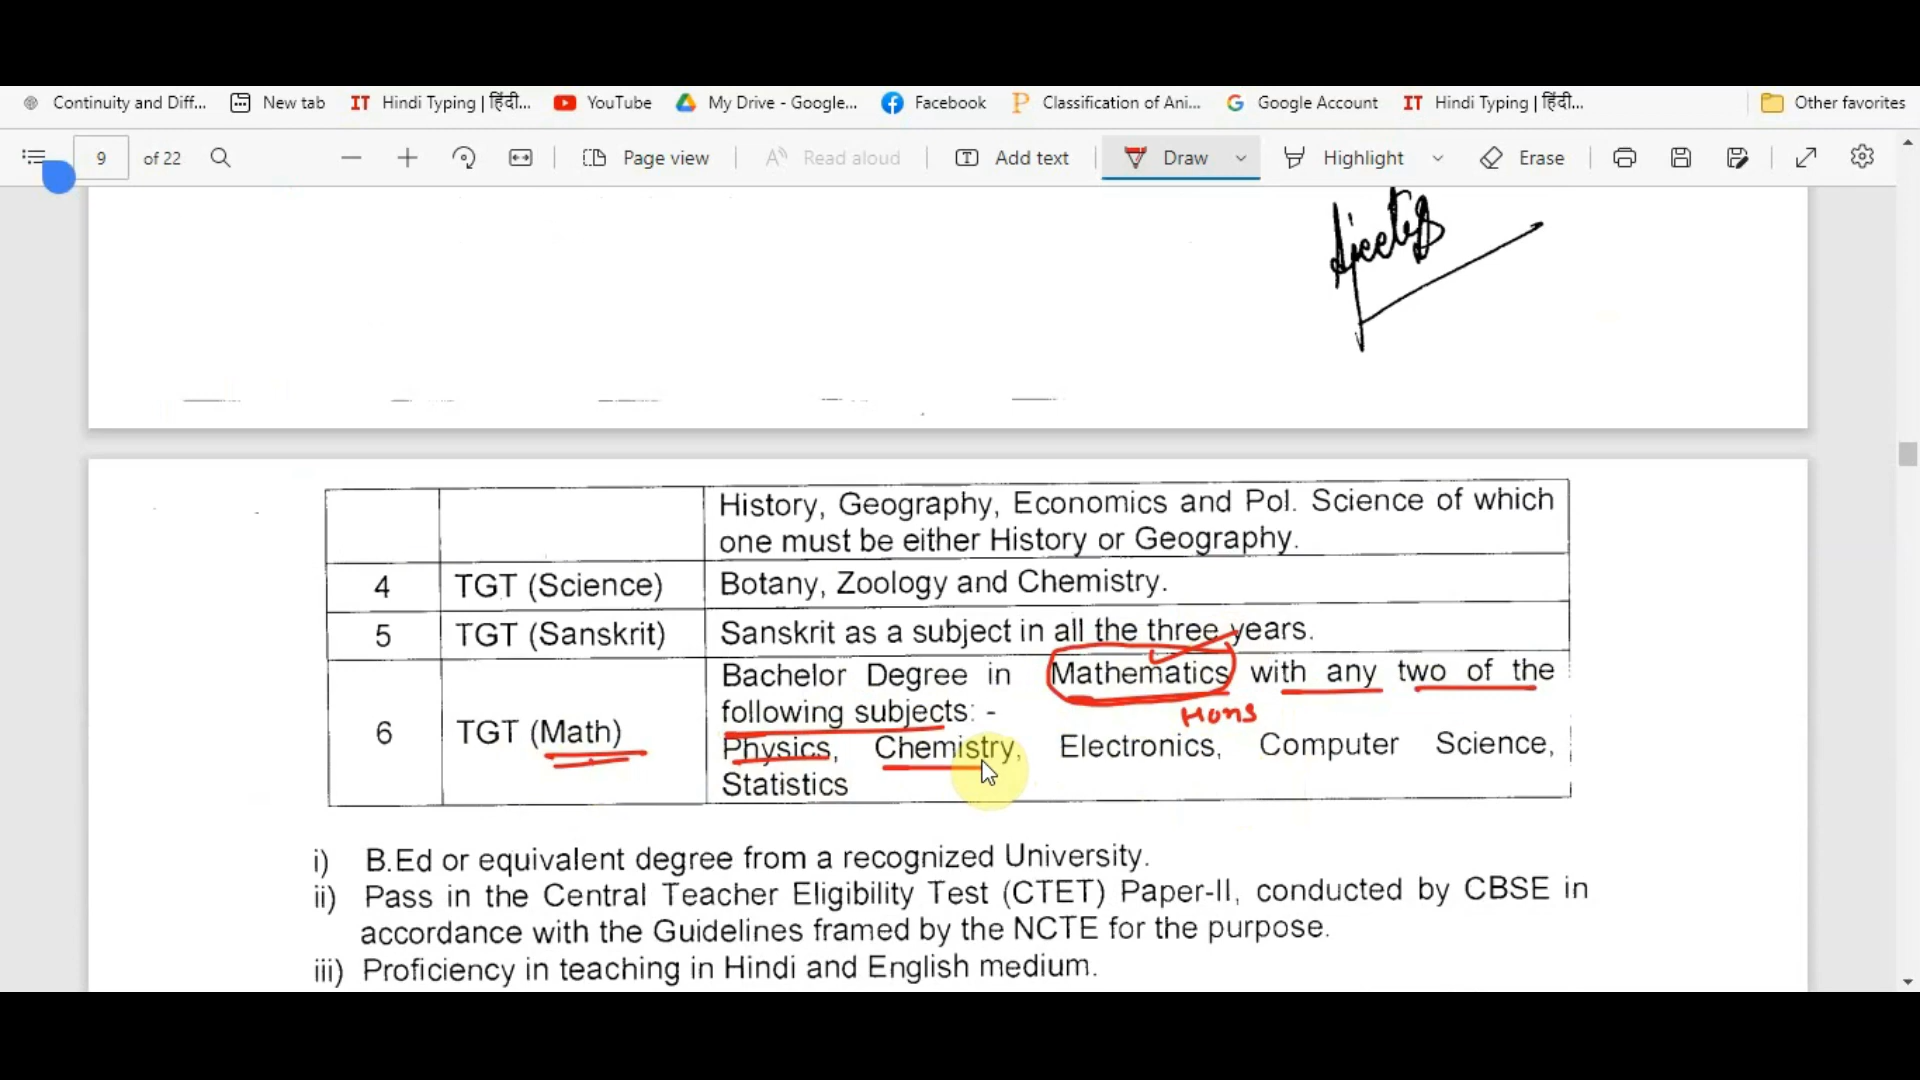 Continuity and Diff... New tab IT Hindi Typing | हिंदी... YouTube My Drive - Google... Facebook Classification of Ani... Google Account IT Hindi Typing | हिंदी... Other favorites
9 of 22 Page view Read aloud Add text Draw Highlight Erase
History, Geography, Economics and Pol. Science of which
one must be either History or Geography.
4 TGT (Science) Botany, Zoology and Chemistry.
5 TGT (Sanskrit) Sanskrit as a subject in all the three years.
Bachelor Degree in Mathematics with any two of the
following subjects: -
Hons
6 TGT (Math) Physics, Chemistry, Electronics, Computer Science,
Statistics
i) B.Ed or equivalent degree from a recognized University.
ii) Pass in the Central Teacher Eligibility Test (CTET) Paper-II, conducted by CBSE in
accordance with the Guidelines framed by the NCTE for the purpose.
iii) Proficiency in teaching in Hindi and English medium.